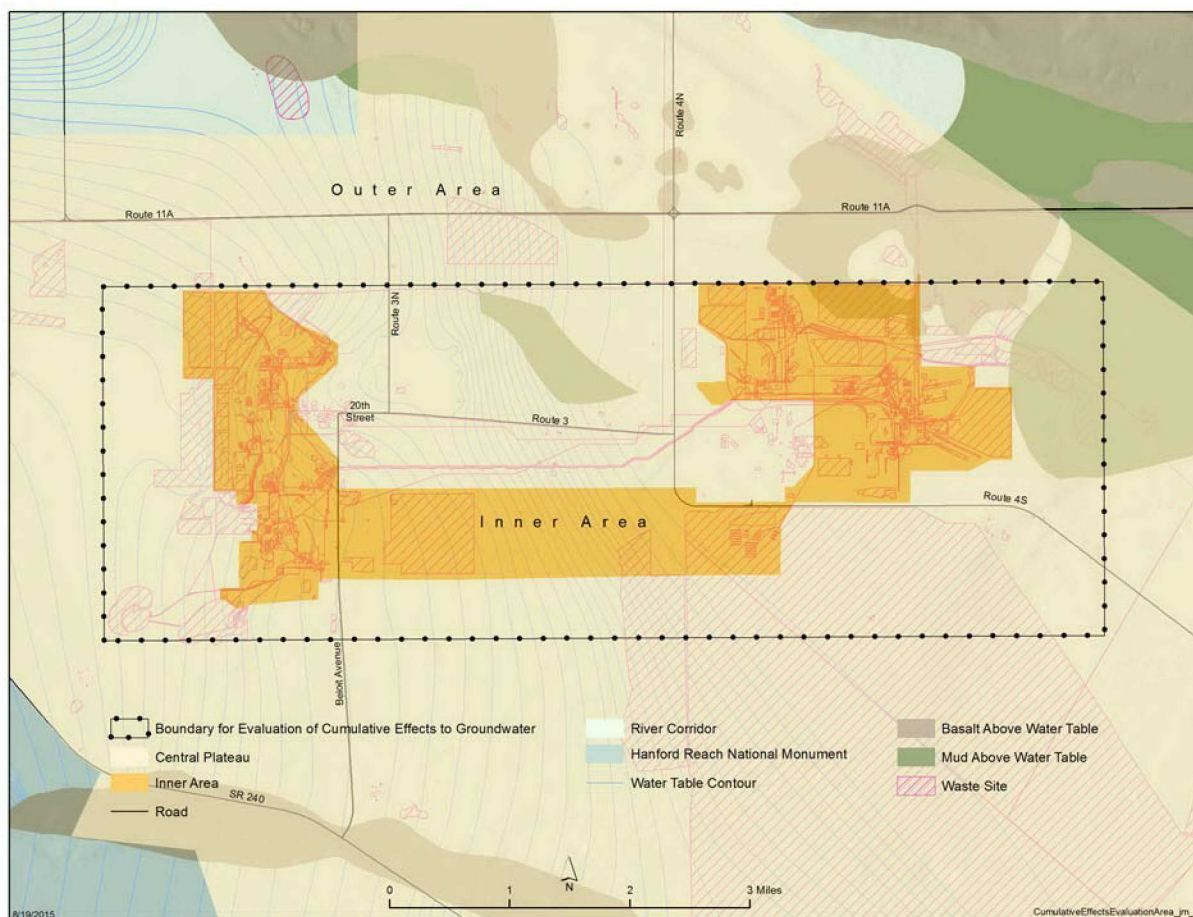 Route 4N
Outer Area
Route 11A
Route 11A
Route 3N
20th
Street
Route 3
Route 4S
Inner Area
Beloit Avenue
Boundary for Evaluation of Cumulative Effects to Groundwater
Central Plateau
Inner Area
Road
River Corridor
Hanford Reach National Monument
Water Table Contour
Basalt Above Water Table
Mud Above Water Table
Waste Site
SR 240
N
0 1 2 3 Miles
8/19/2015
CumulativeEffectsEvaluationArea_jm